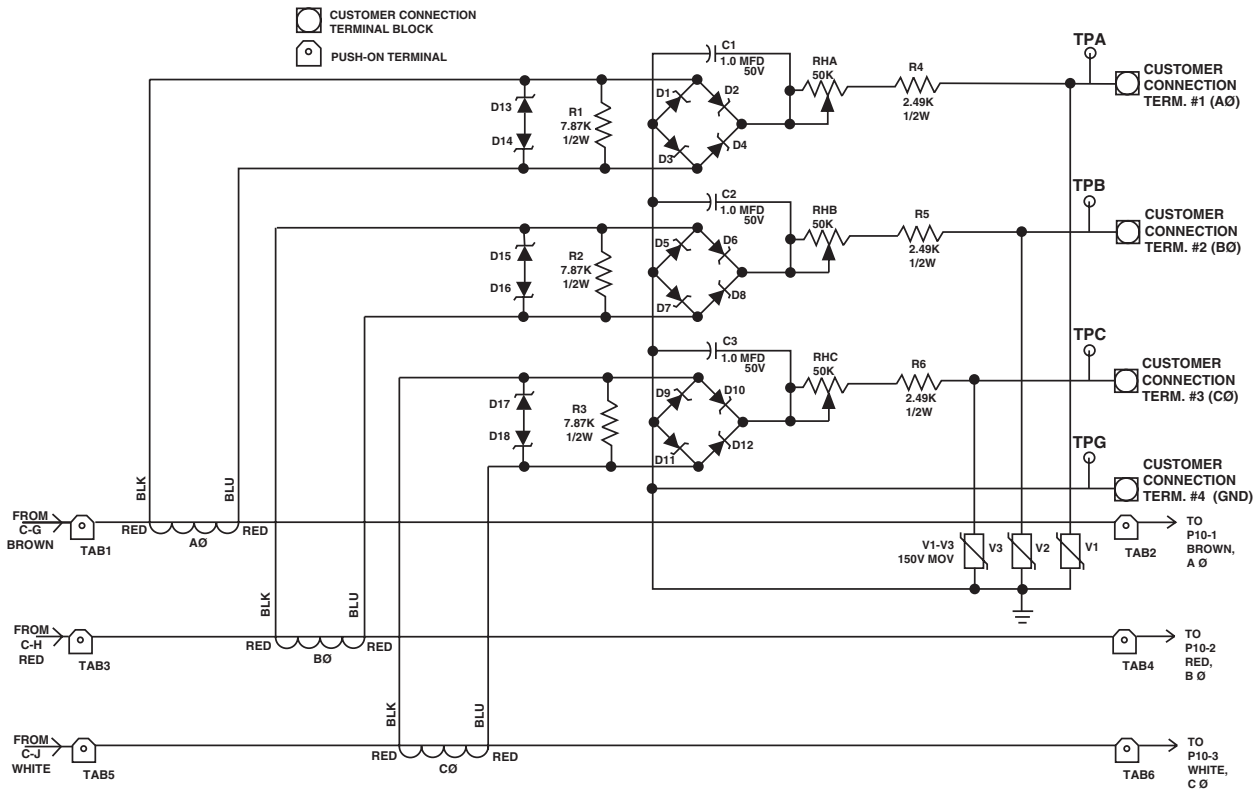 CUSTOMER CONNECTION
TERMINAL BLOCK
PUSH-ON TERMINAL
C1
1.0 MFD
50V
RHA
50K
R4
2.49K
1/2W
TPA
CUSTOMER
CONNECTION
TERM. #1 (AØ)
D13
D14
R1
7.87K
1/2W
D1
D2
D3
D4
C2
1.0 MFD
50V
RHB
50K
R5
2.49K
1/2W
TPB
CUSTOMER
CONNECTION
TERM. #2 (BØ)
D15
D16
R2
7.87K
1/2W
D5
D6
D7
D8
C3
1.0 MFD
50V
RHC
50K
R6
2.49K
1/2W
TPC
CUSTOMER
CONNECTION
TERM. #3 (CØ)
D17
D18
R3
7.87K
1/2W
D9
D10
D11
D12
TPG
CUSTOMER
CONNECTION
TERM. #4 (GND)
BLK
BLU
FROM
C-G
BROWN
TAB1
RED
AØ
RED
V1-V3
150V MOV
V3
V2
V1
TAB2
TO
P10-1
BROWN,
A Ø
BLK
BLU
FROM
C-H
RED
TAB3
RED
BØ
RED
TAB4
TO
P10-2
RED,
B Ø
BLK
BLU
FROM
C-J
WHITE
TAB5
RED
CØ
RED
TAB6
TO
P10-3
WHITE,
C Ø